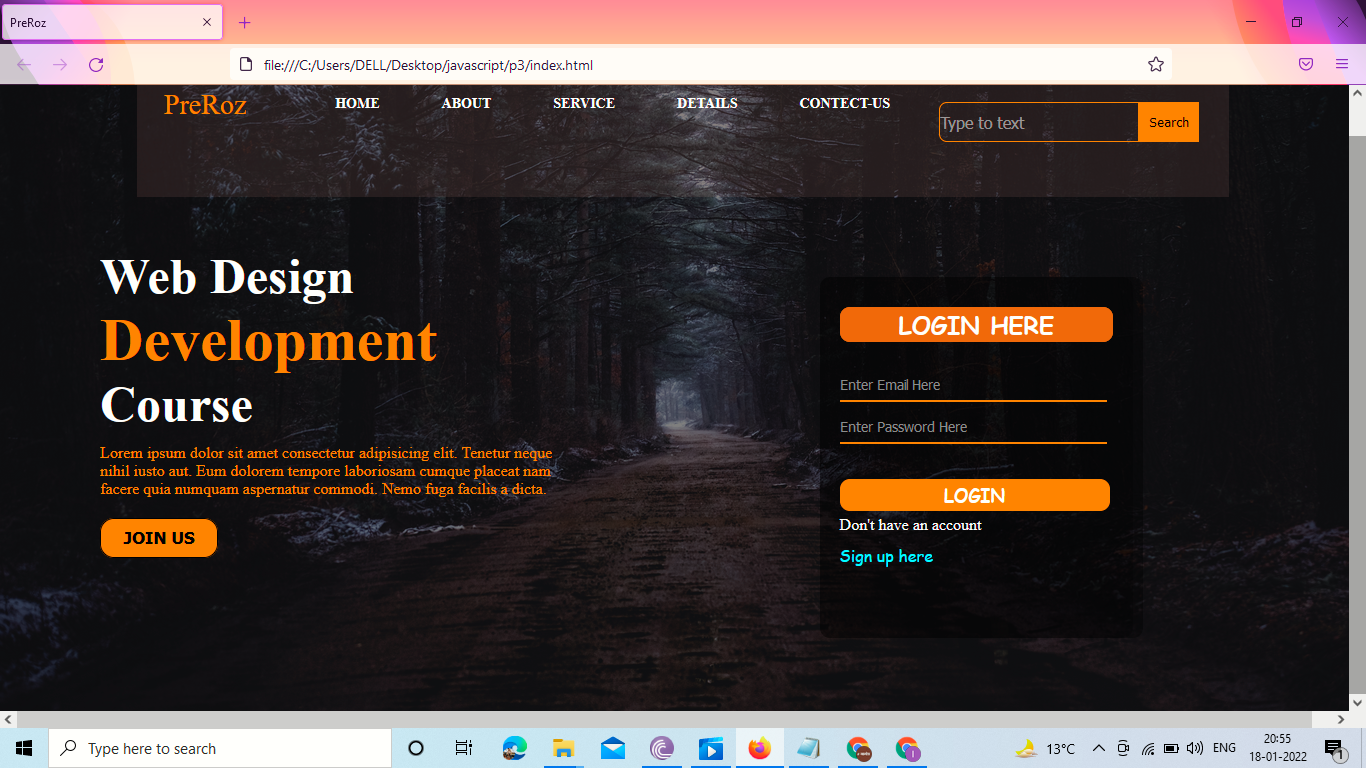 PreRoz
file:///C:/Users/DELL/Desktop/javascript/p3/index.html
PreRoz HOME ABOUT SERVICE DETAILS CONTECT-US Type to text Search
Web Design
Development
Course
Lorem ipsum dolor sit amet consectetur adipisicing elit. Tenetur neque
nihil iusto aut. Eum dolorem tempore laboriosam cumque placeat nam
facere quia numquam aspernatur commodi. Nemo fuga facilis a dicta.
JOIN US
LOGIN HERE
Enter Email Here
Enter Password Here
LOGIN
Don't have an account
Sign up here
Type here to search
13°C
ENG
20:55
18-01-2022
1